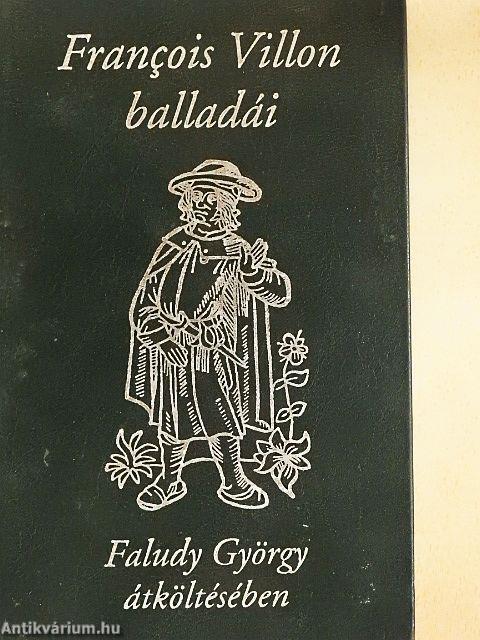 François Villon
balladái
Faludy György
átköltésében
Antikvárium.hu